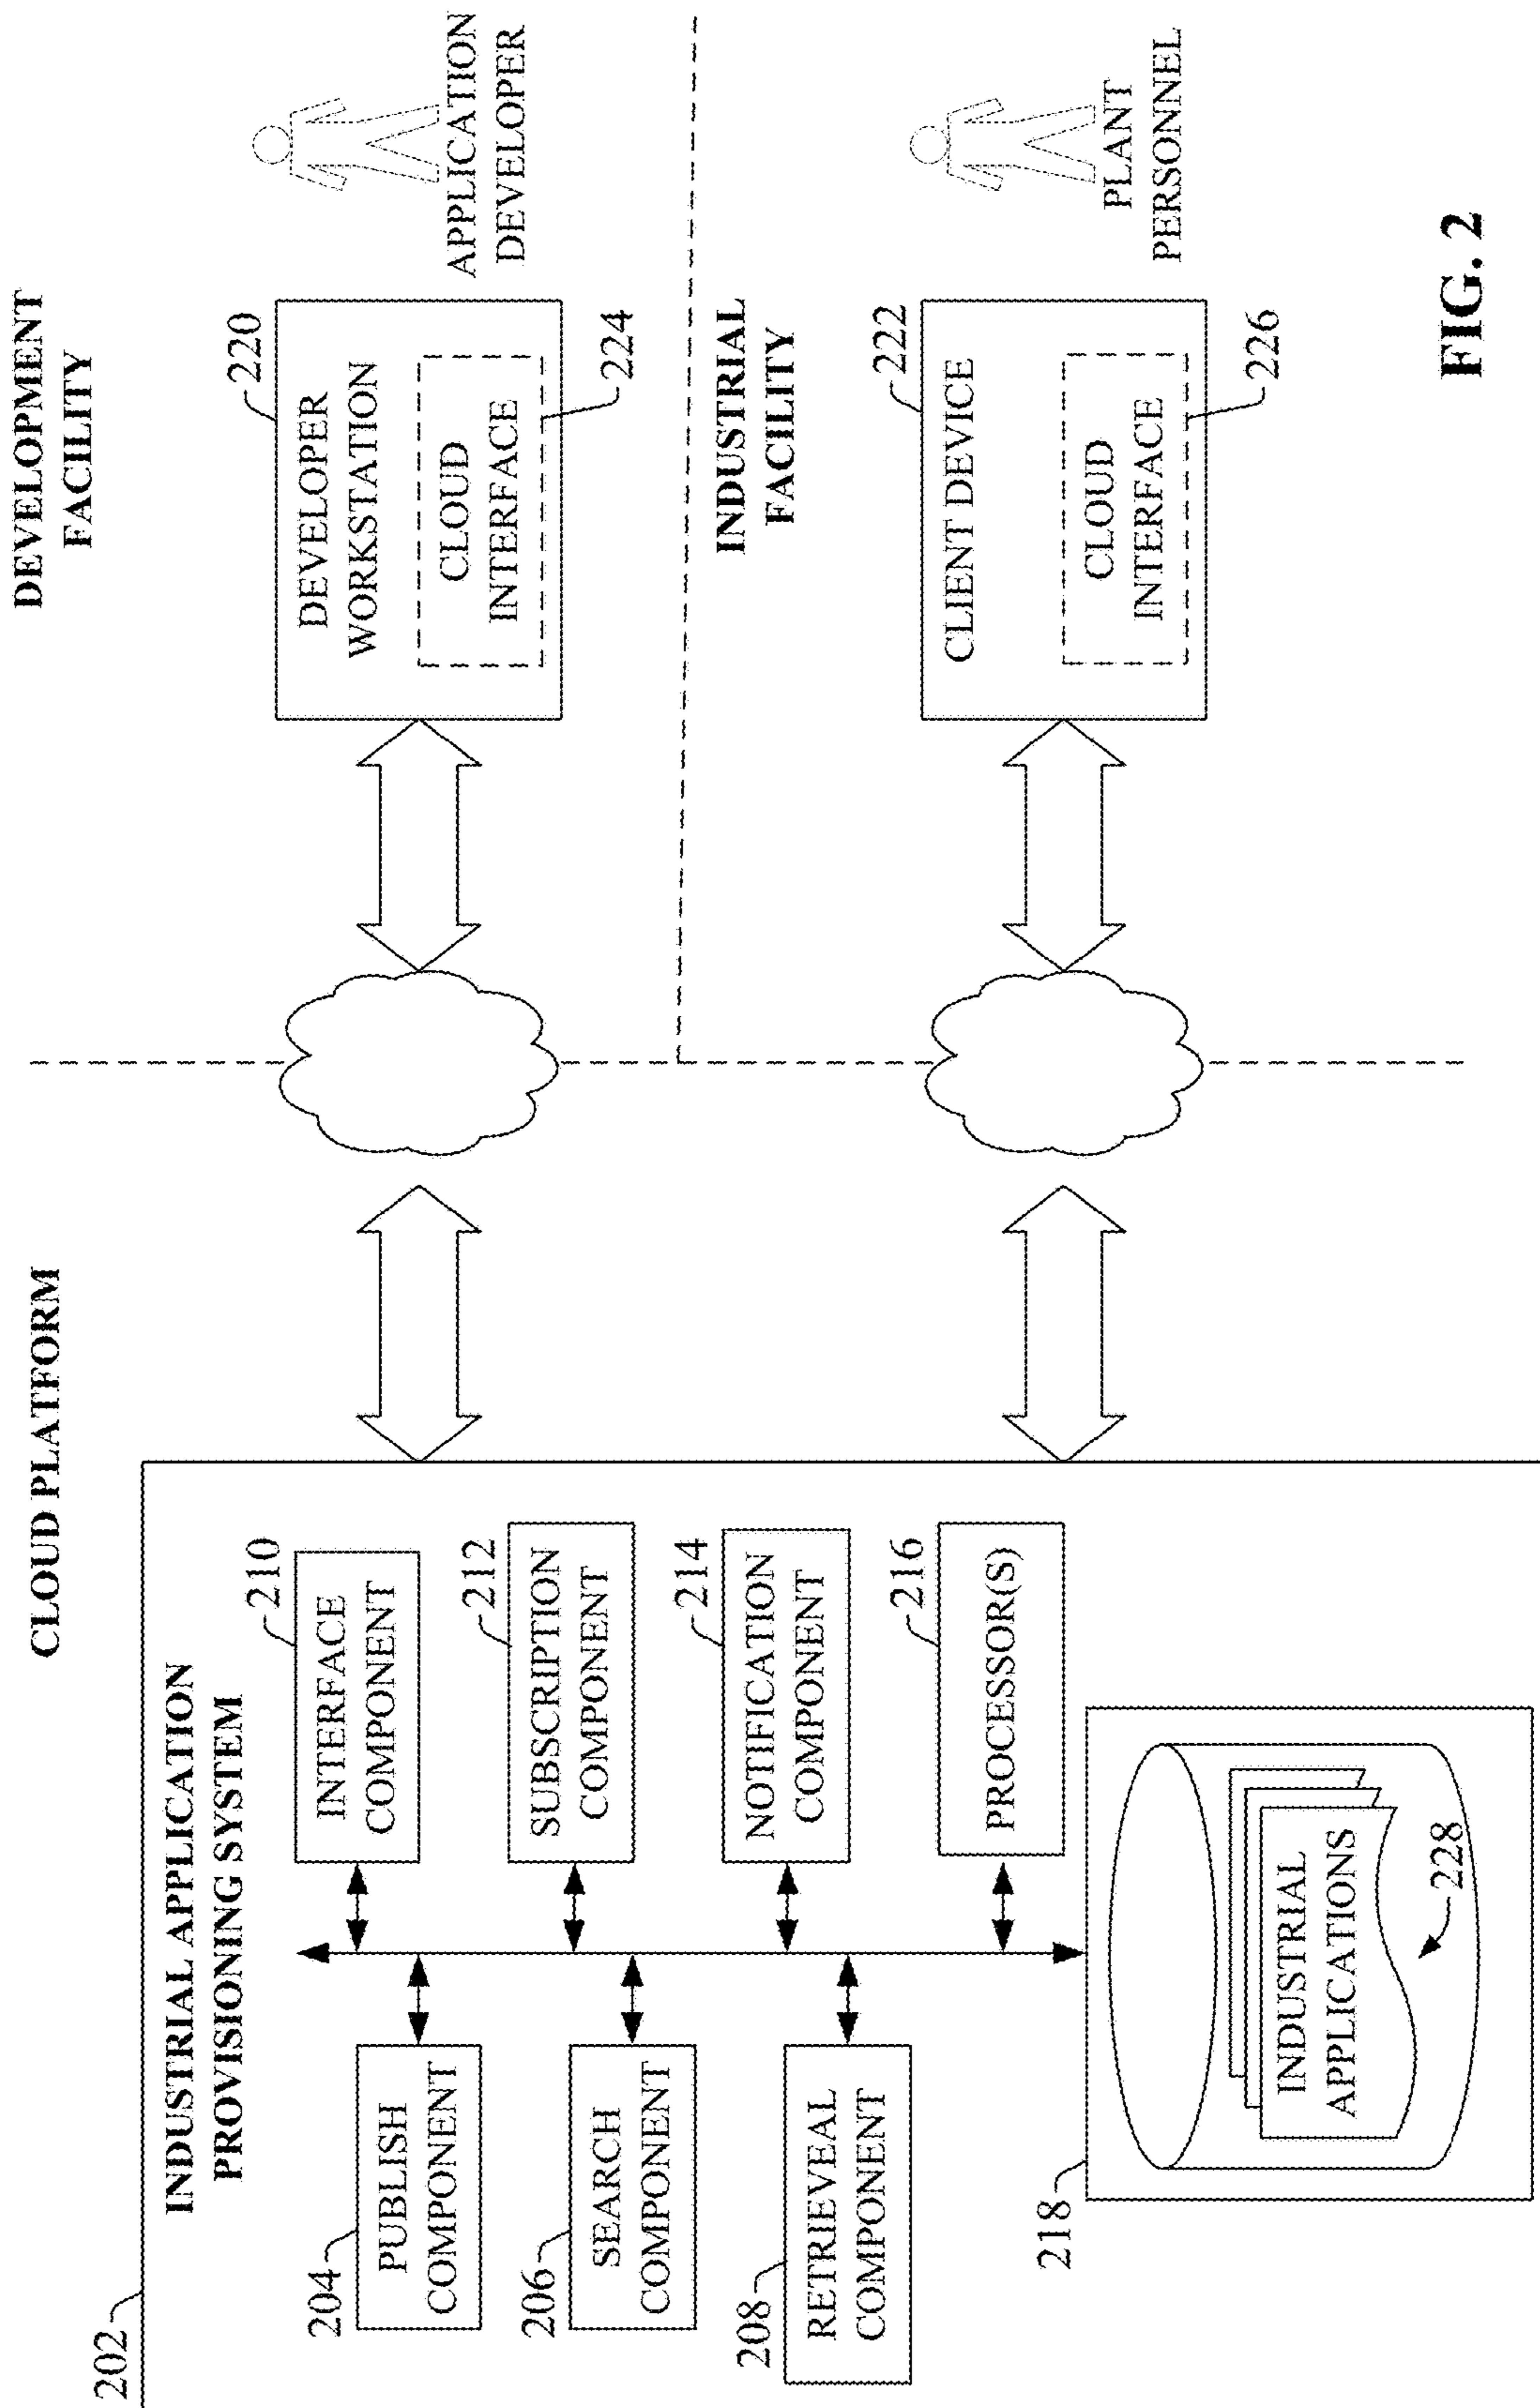 CLOUD PLATFORM
DEVELOPMENT
FACILITY
202
INDUSTRIAL APPLICATION
PROVISIONING SYSTEM
204
PUBLISH
COMPONENT
206
SEARCH
COMPONENT
208
RETRIEVAL
COMPONENT
210
INTERFACE
COMPONENT
212
SUBSCRIPTION
COMPONENT
214
NOTIFICATION
COMPONENT
216
PROCESSOR(S)
218
INDUSTRIAL
APPLICATIONS
228
220
DEVELOPER
WORKSTATION
CLOUD
INTERFACE
224
APPLICATION
DEVELOPER
INDUSTRIAL
FACILITY
222
CLIENT DEVICE
CLOUD
INTERFACE
226
PLANT
PERSONNEL
FIG. 2